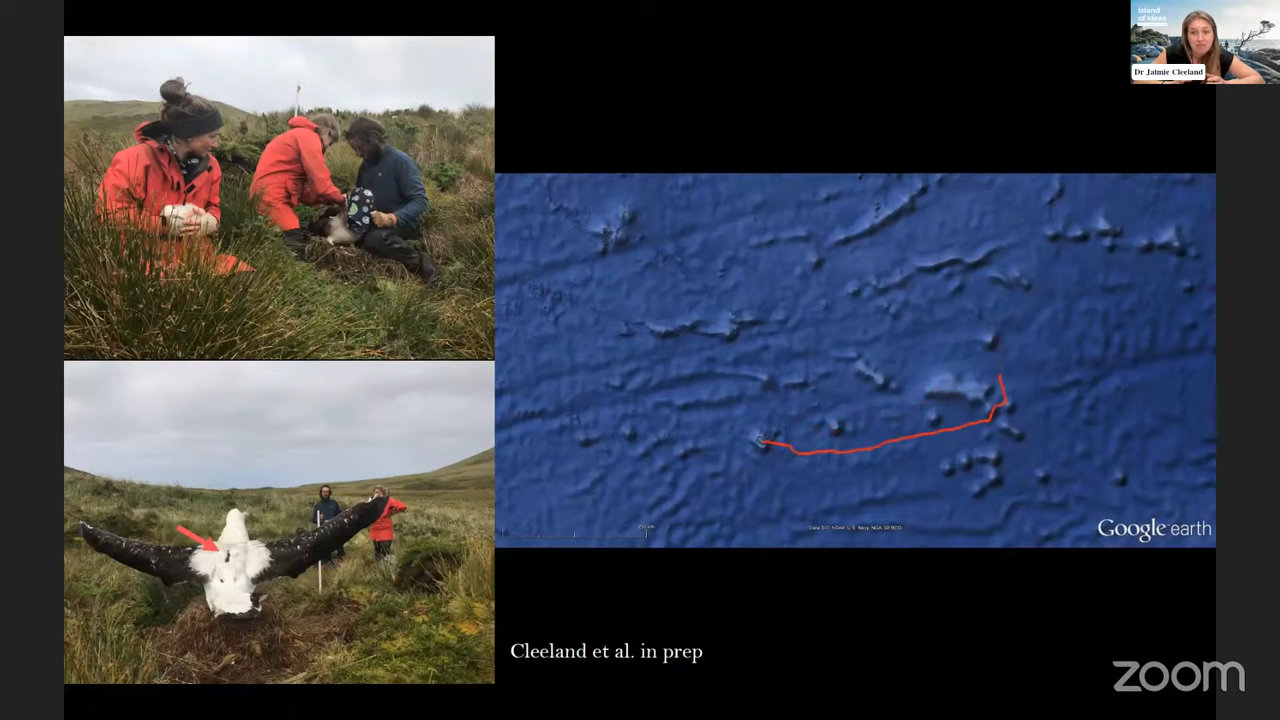 Island
of Ideas
Dr Jaimie Cleeland
Google earth
Cleeland et al. in prep
zoom